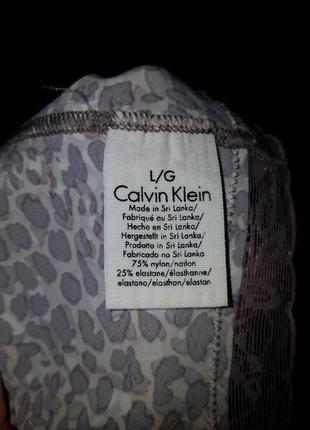 L/G
Calvin Klein
Made in Sri Lanka/
Fabriqué au Sri Lanka/
Hecho en Sri Lanka/
Hergestellt in Sri Lanka/
Prodotto in Sri Lanka/
Fabricado no Sri Lanka
75% nylon/nailon
25% elastane/élasthanne/
elastano/elasthan/elastan